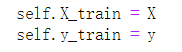 self.X_train = X
self.y_train = y